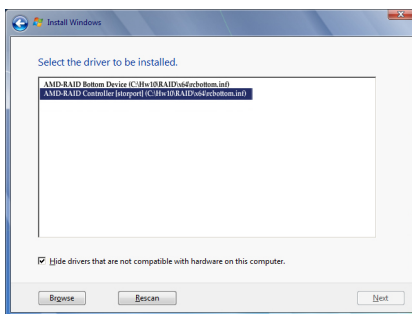 Install Windows
Select the driver to be installed.
AMD-RAID Bottom Device (C:\Hw10\RAID\x64\rcbottom.inf)
AMD-RAID Controller [storport] (C:\Hw10\RAID\x64\rcbottom.inf)
Hide drivers that are not compatible with hardware on this computer.
Browse Rescan Next